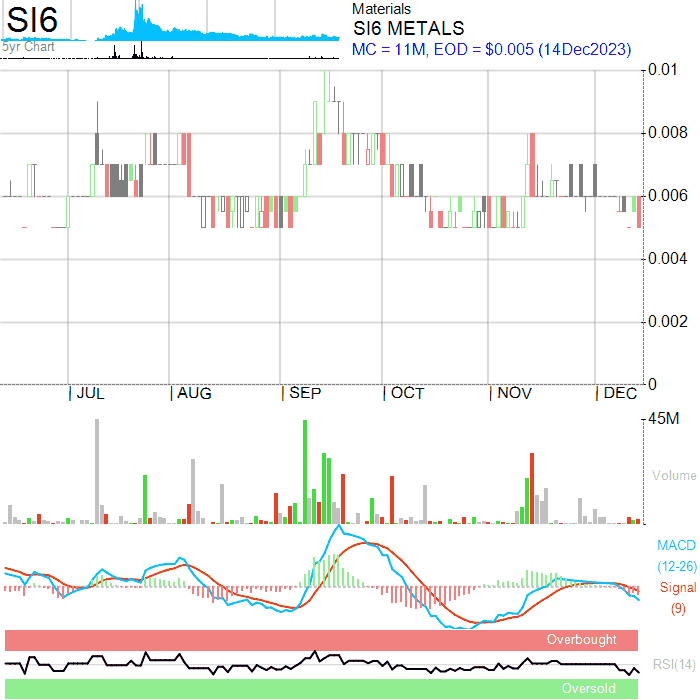 SI6
5yr Chart
Materials
SI6 METALS
MC = 11M, EOD = $0.005 (14Dec2023)
0.01
0.008
0.006
0.004
0.002
0
JUL AUG SEP OCT NOV DEC
45M
Volume
MACD
(12-26)
Signal
(9)
Overbought
RSI(14)
Oversold